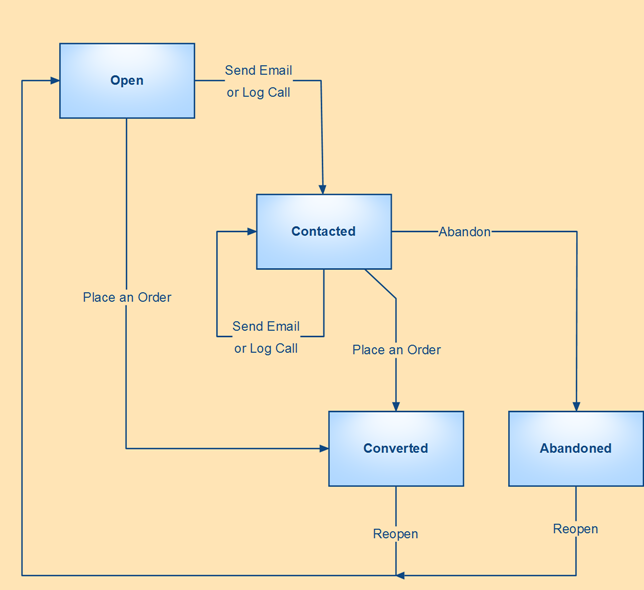 Open
Send Email
or Log Call
Contacted
Abandon
Place an Order
Send Email
or Log Call
Place an Order
Converted
Abandoned
Reopen
Reopen